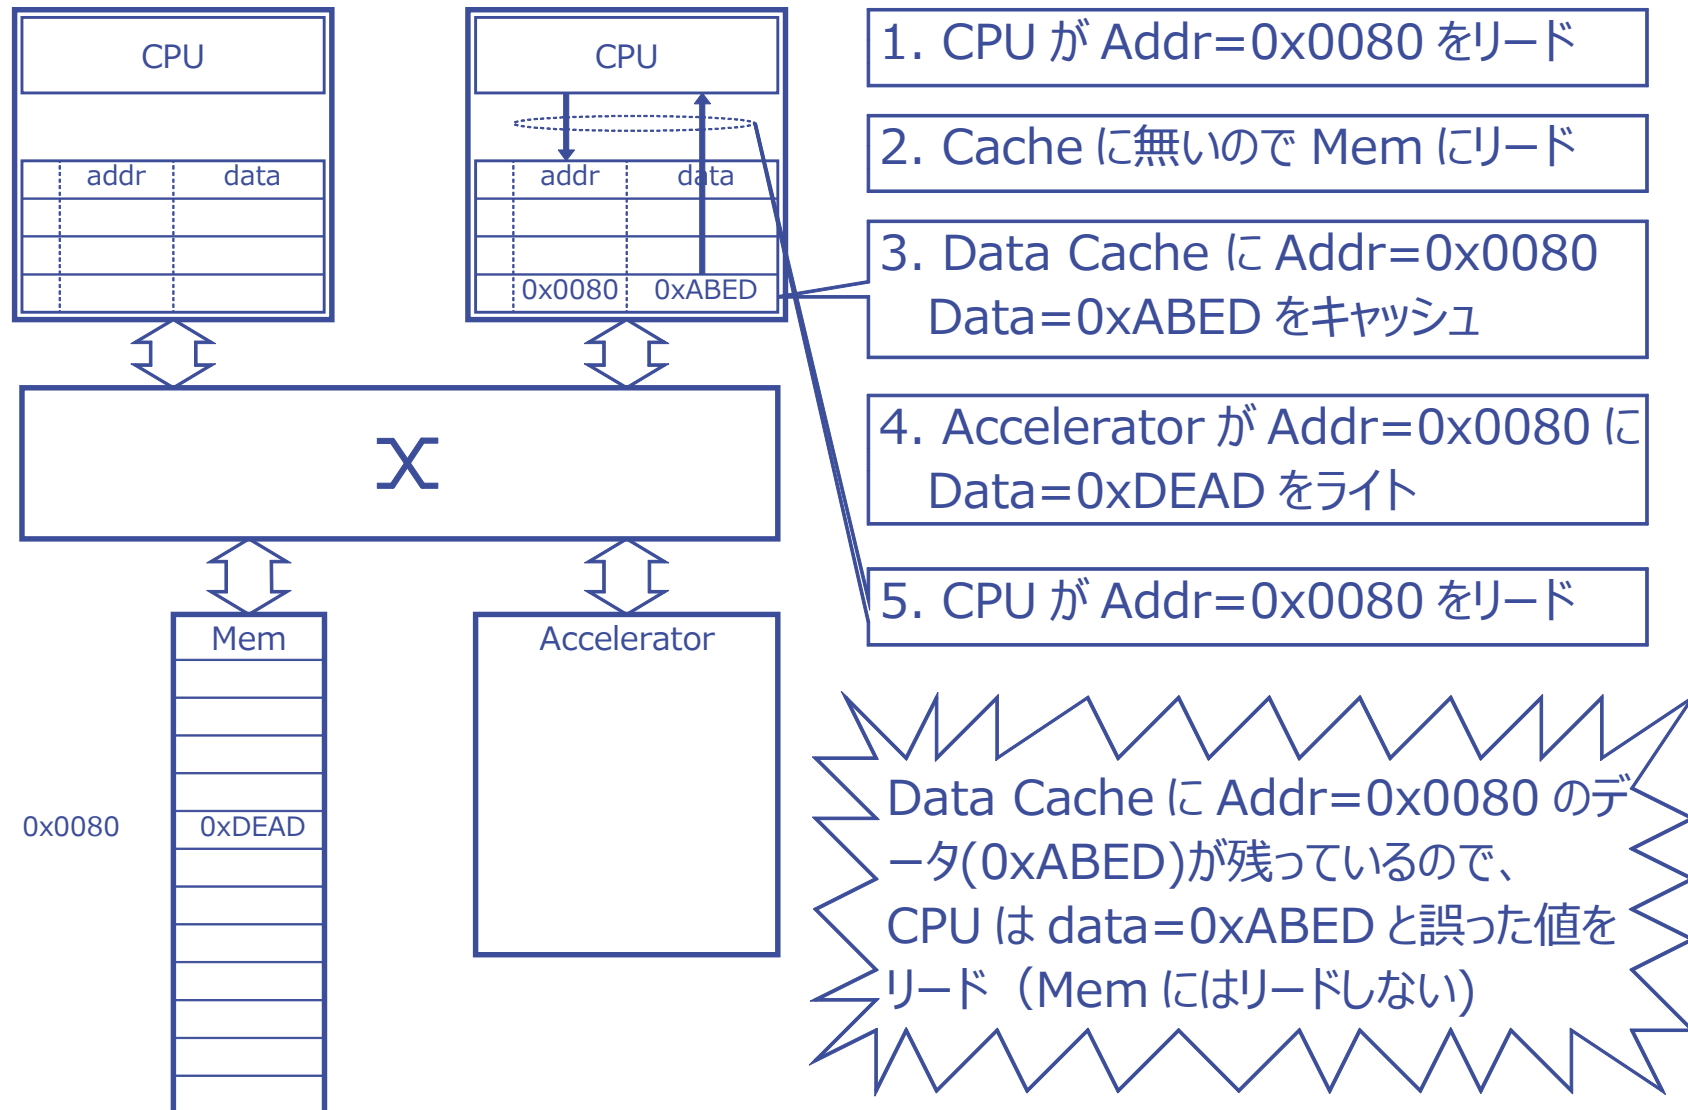 CPU
CPU
1. CPU が Addr=0x0080 をリード
2. Cache に無いので Mem にリード
addr data
addr data
0x0080 0xABED
3. Data Cache に Addr=0x0080
Data=0xABED をキャッシュ
4. Accelerator が Addr=0x0080 に
Data=0xDEAD をライト
5. CPU が Addr=0x0080 をリード
Mem
Accelerator
0x0080 0xDEAD
Data Cache に Addr=0x0080 のデ
ータ(0xABED)が残っているので、
CPU は data=0xABED と誤った値を
リード（Mem にはリードしない)